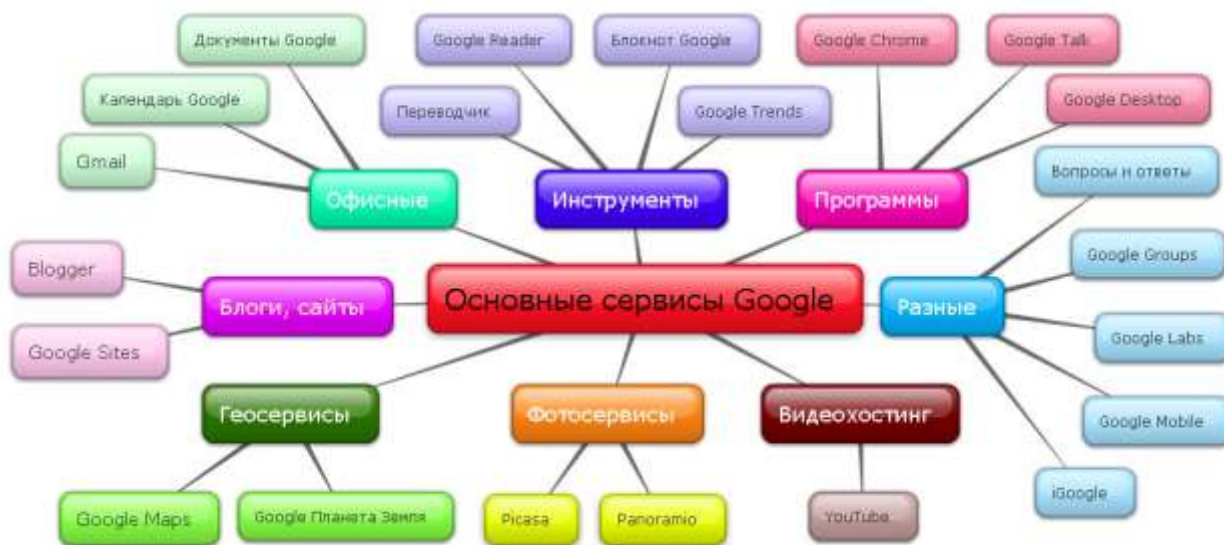 Документы Google
Google Reader
Блокнот Google
Google Chrome
Google Talk
Календарь Google
Переводчик
Google Trends
Google Desktop
Gmail
Офисные
Инструменты
Программы
Вопросы и ответы
Blogger
Блоги, сайты
Основные сервисы Google
Разные
Google Groups
Google Sites
Google Labs
Геосервисы
Фотосервисы
Видеохостинг
Google Mobile
Google Maps
Google Планета Земля
Picasa
Panoramio
YouTube
iGoogle